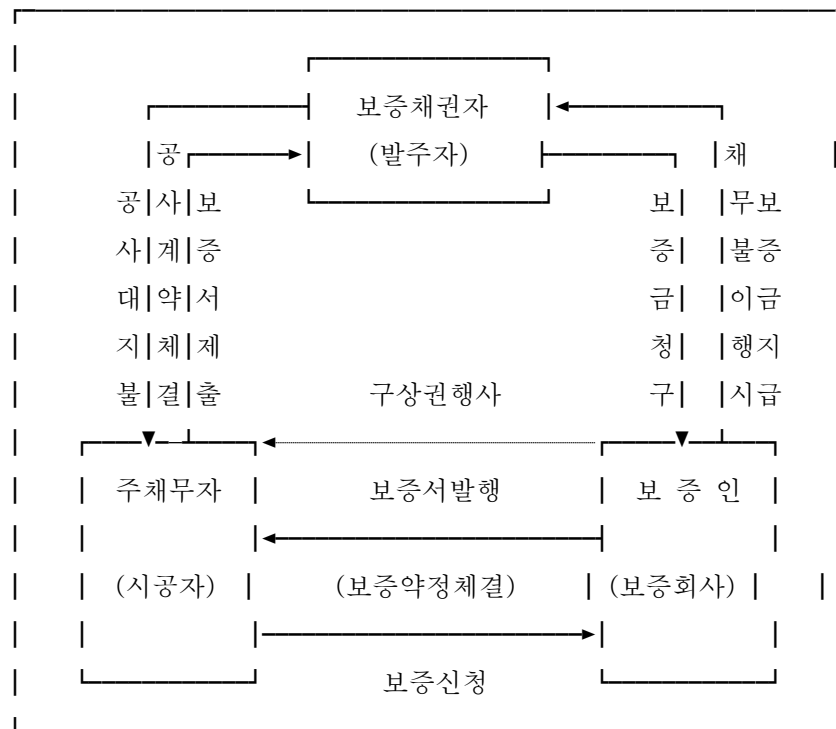 보증채권자
(발주자)
공사대지불
공사계약체결
보증서제출
보증금청구
채무불이행시
보증금지급
구상권행사
주채무자
보증서발행
보 증 인
(시공자)
(보증약정체결)
(보증회사)
보증신청